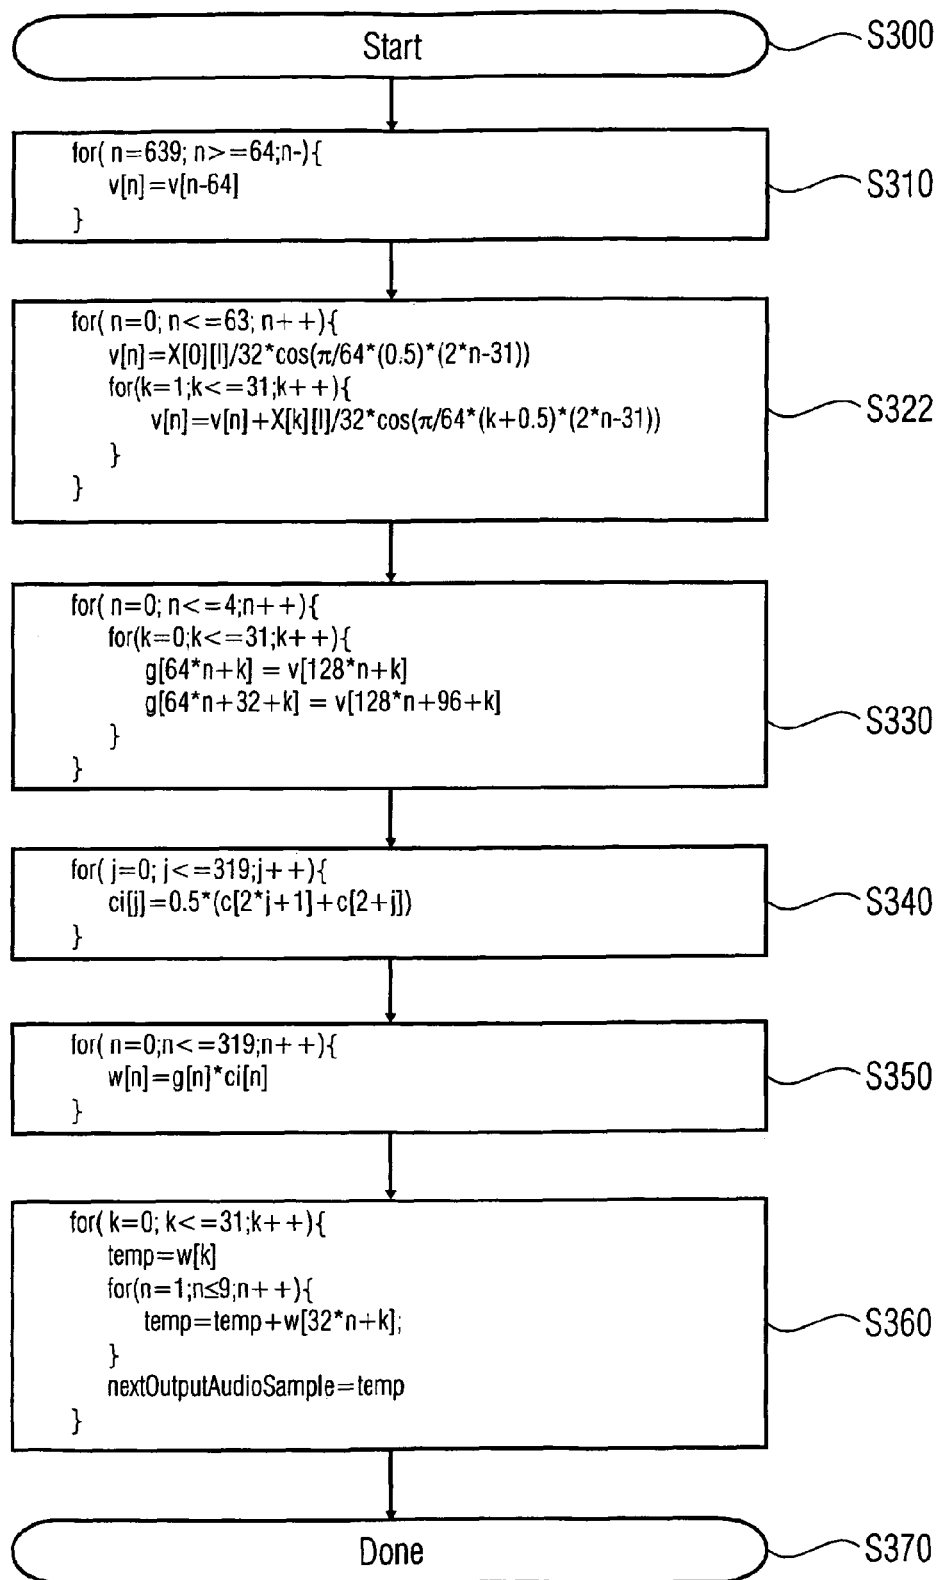 Start
S300
for( n=639; n>=64;n-){
v[n]=v[n-64]
}
S310
for( n=0; n<=63; n++){
v[n]=X[0][l]/32*cos(π/64*(0.5)*(2*n-31))
for(k=1;k<=31;k++){
v[n]=v[n]+X[k][l]/32*cos(π/64*(k+0.5)*(2*n-31))
}
}
S322
for( n=0; n<=4;n++){
for(k=0;k<=31;k++){
g[64*n+k] = v[128*n+k]
g[64*n+32+k] = v[128*n+96+k]
}
}
S330
for( j=0; j<=319;j++){
ci[j]=0.5*(c[2*j+1]+c[2+j])
}
S340
for( n=0;n<=319;n++){
w[n]=g[n]*ci[n]
}
S350
for( k=0; k<=31;k++){
temp=w[k]
for(n=1;n≤9;n++){
temp=temp+w[32*n+k];
}
nextOutputAudioSample=temp
}
S360
Done
S370